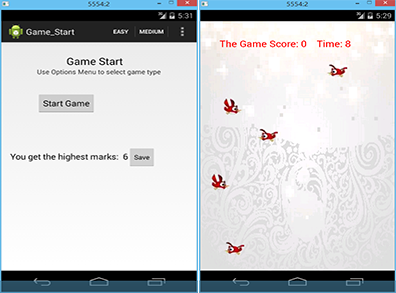 5554:2
5:31
Game_Start
EASY
MEDIUM
Game Start
Use Options Menu to select game type
Start Game
You get the highest marks: 6
Save
5554:2
5:29
The Game Score: 0 Time: 8